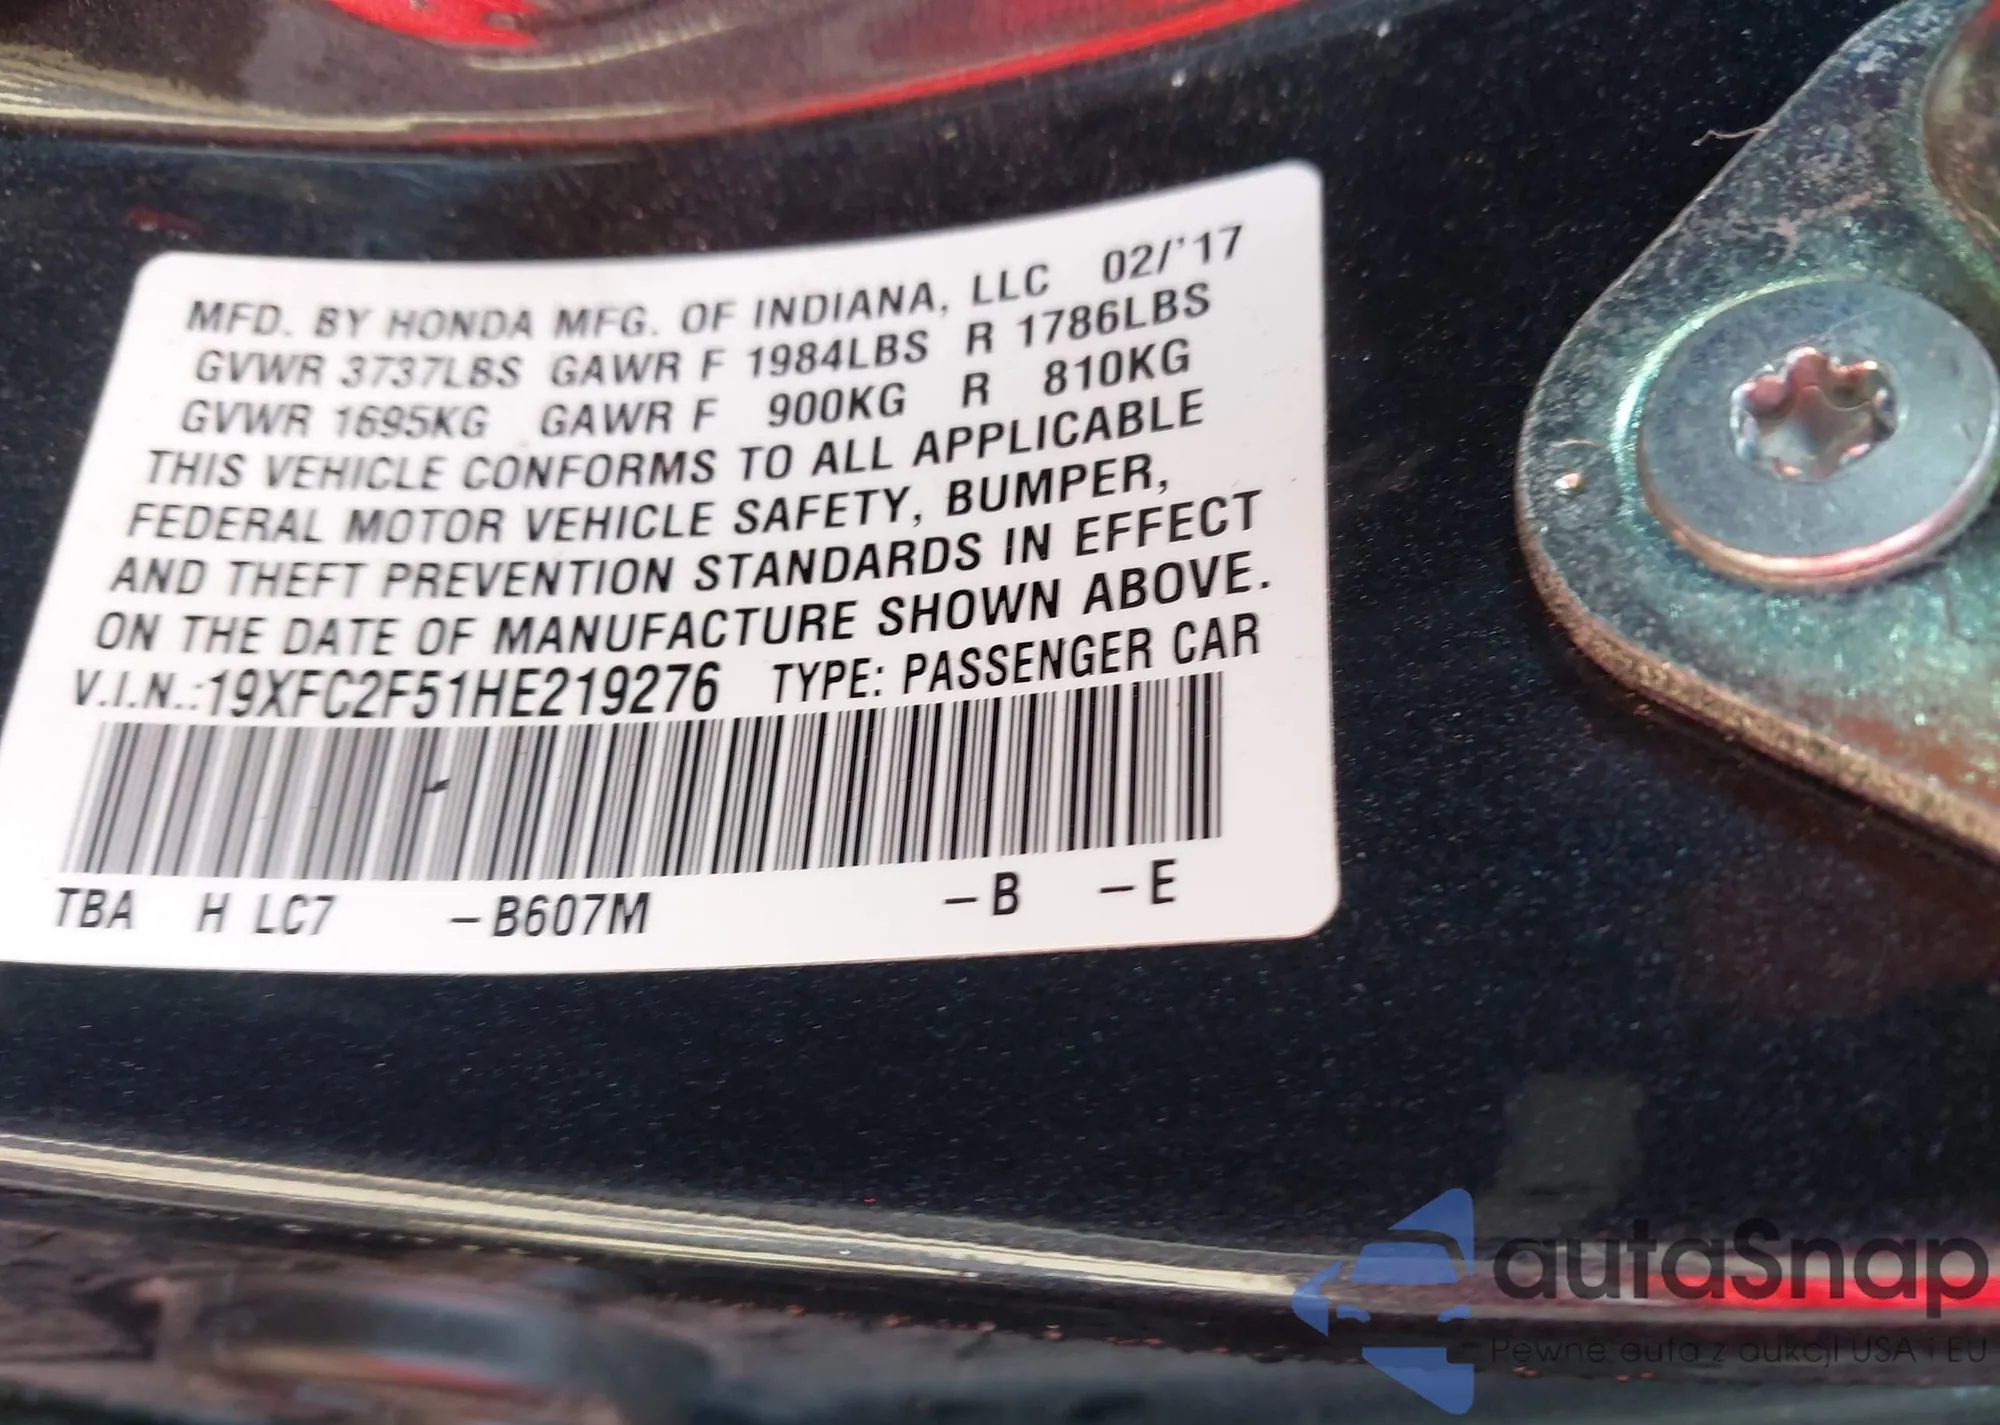 MFD. BY HONDA MFG. OF INDIANA, LLC 02/'17
GVWR 3737LBS GAWR F 1984LBS R 1786LBS
GVWR 1695KG GAWR F 900KG R 810KG
THIS VEHICLE CONFORMS TO ALL APPLICABLE
FEDERAL MOTOR VEHICLE SAFETY, BUMPER,
AND THEFT PREVENTION STANDARDS IN EFFECT
ON THE DATE OF MANUFACTURE SHOWN ABOVE.
V.I.N.:19XFC2F51HE219276 TYPE: PASSENGER CAR
TBA H LC7 –B607M –B –E
autaSnap
Pewne auta z aukcji USA i EU